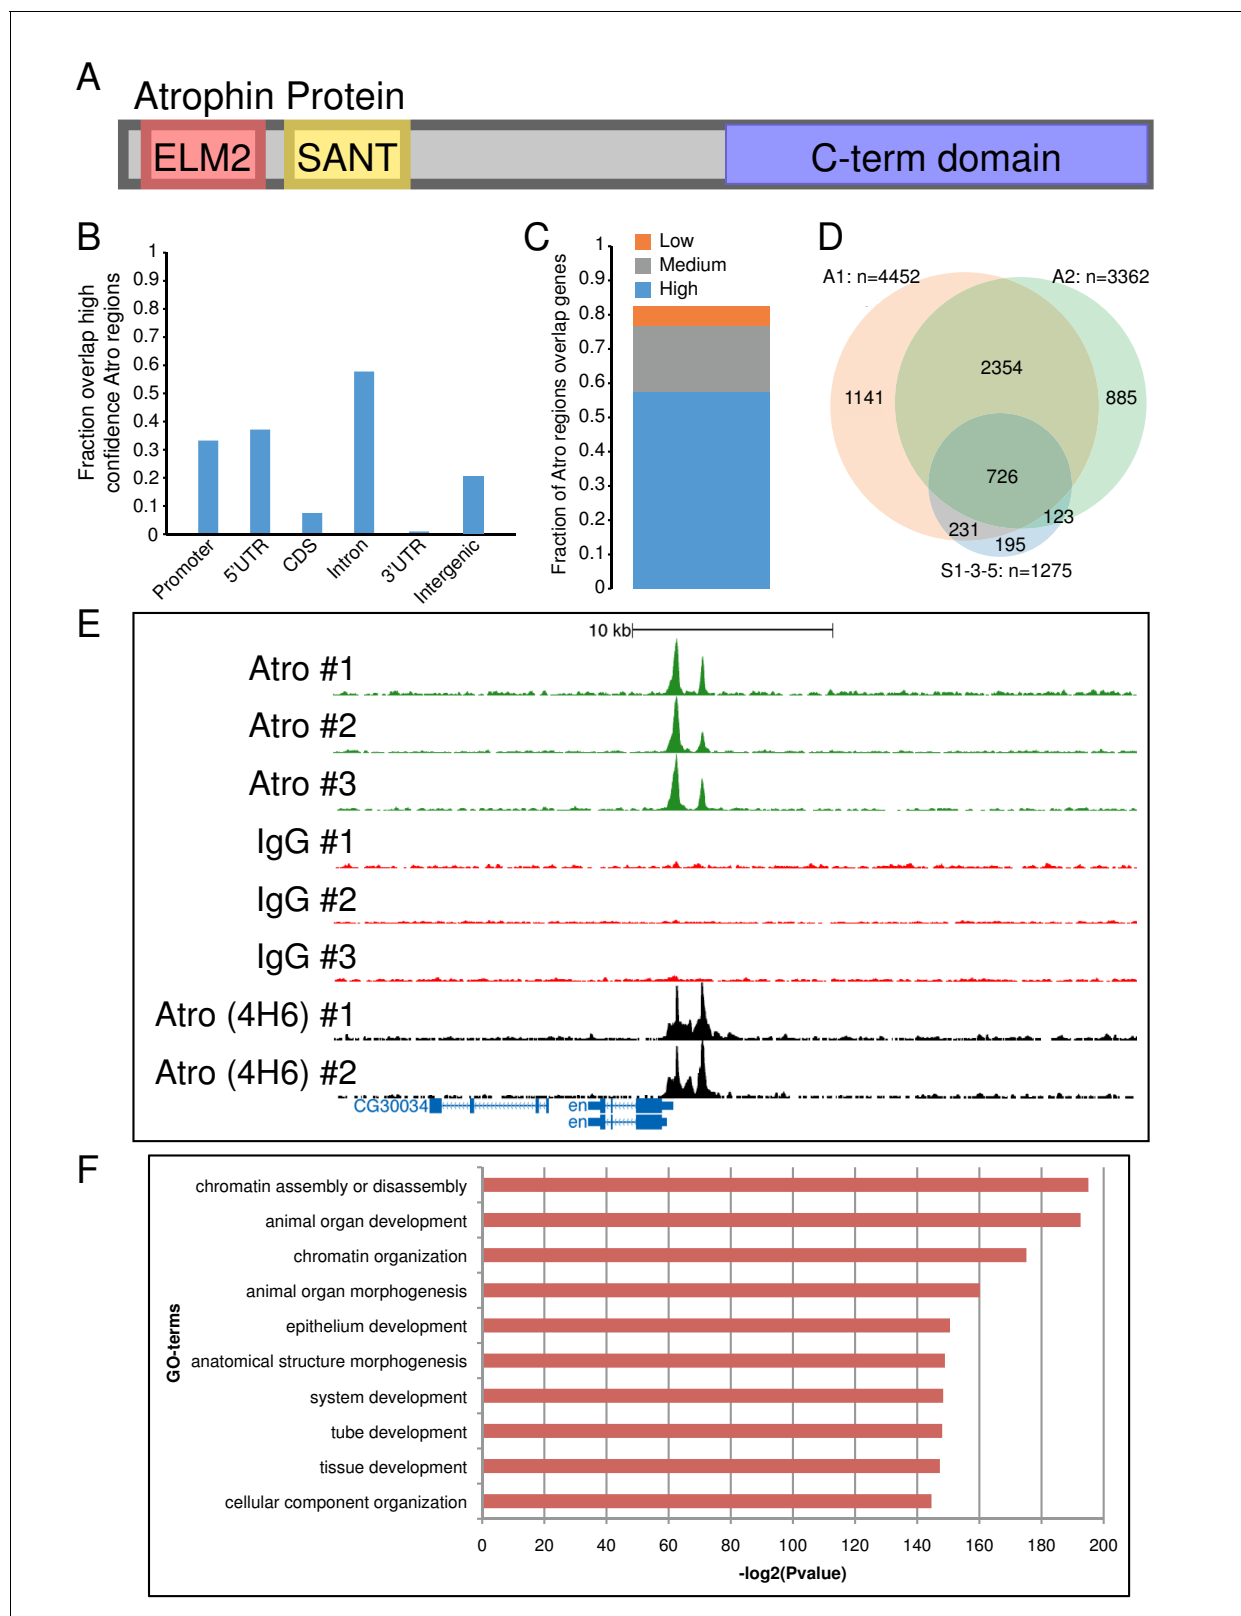 A
Atrophin Protein
ELM2
SANT
C-term domain
B
Fraction overlap high
confidence Atro regions
1
0.9
0.8
0.7
0.6
0.5
0.4
0.3
0.2
0.1
0
Promoter
5'UTR
CDS
Intron
3'UTR
Intergenic
C
Fraction of Atro regions overlap genes
1
0.9
0.8
0.7
0.6
0.5
0.4
0.3
0.2
0.1
0
Low
Medium
High
D
A1: n=4452
A2: n=3362
2354
1141
885
726
123
231
195
S1-3-5: n=1275
E
10 kb
Atro #1
Atro #2
Atro #3
IgG #1
IgG #2
IgG #3
Atro (4H6) #1
Atro (4H6) #2
CG30034
en
en
F
GO-terms
chromatin assembly or disassembly
animal organ development
chromatin organization
animal organ morphogenesis
epithelium development
anatomical structure morphogenesis
system development
tube development
tissue development
cellular component organization
0 20 40 60 80 100 120 140 160 180 200
-log2(Pvalue)